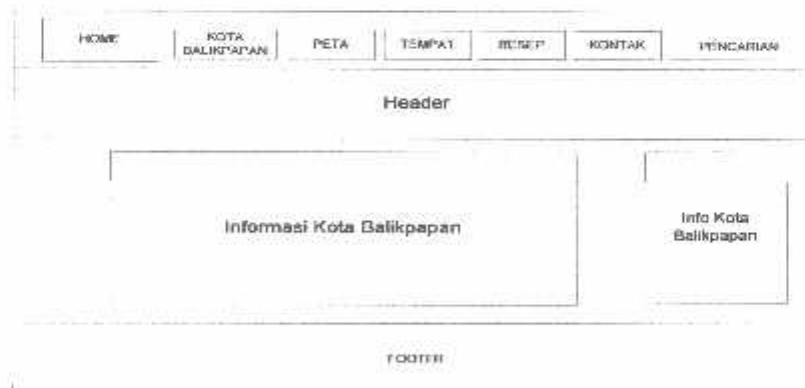 HOME
KOTA
BALIKPAPAN
PETA
TEMPAT
RESEP
KONTAK
PENCARIAN
Header
Informasi Kota Balikpapan
Info Kota
Balikpapan
FOOTER